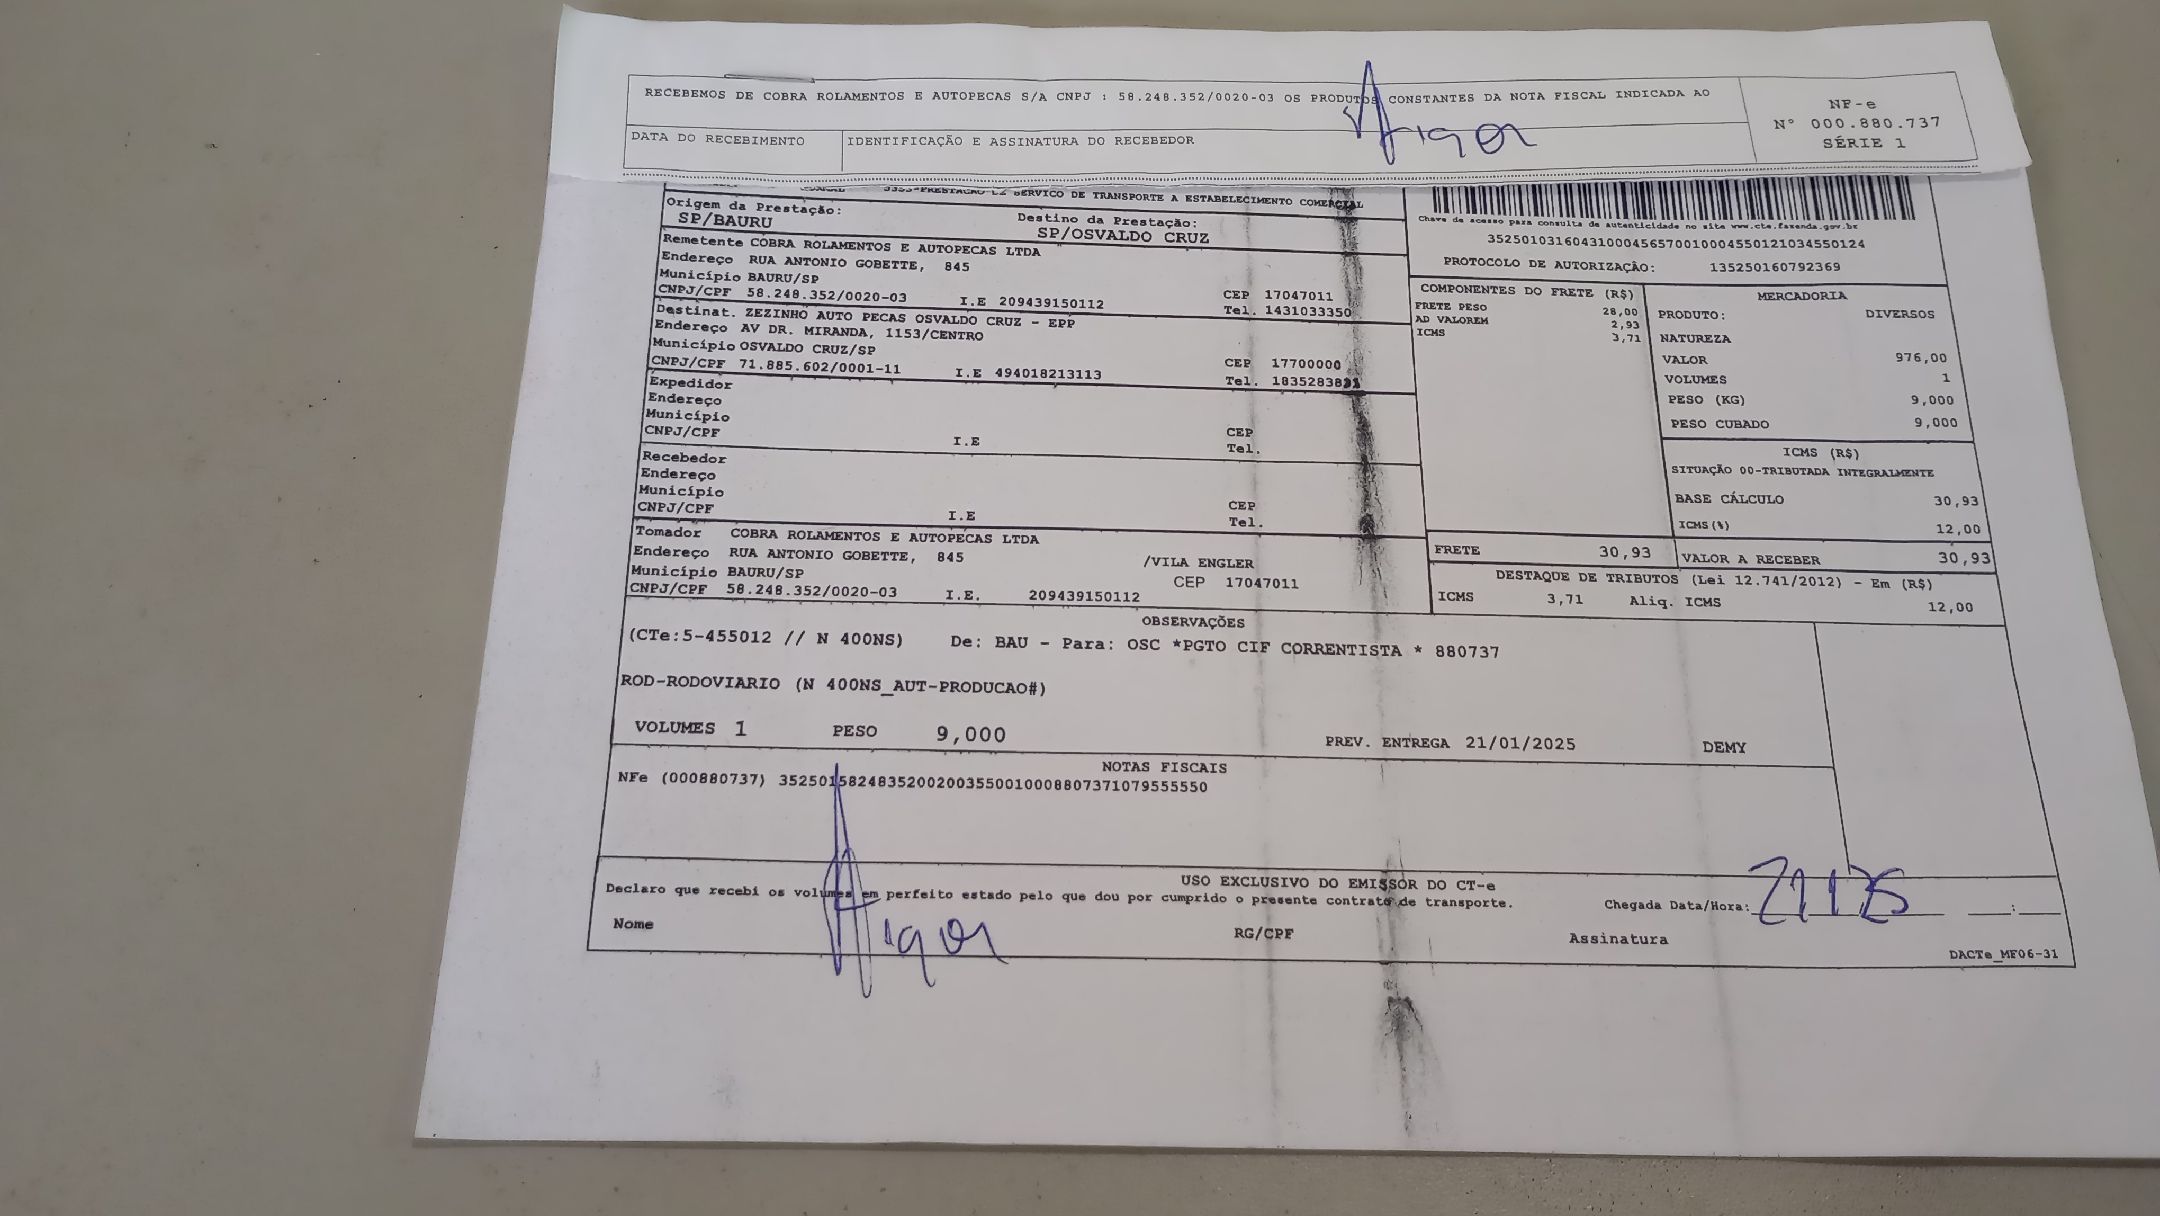 RECEBEMOS DE COBRA ROLAMENTOS E AUTOPECAS S/A CNPJ : 58.248.352/0020-03 OS PRODUTOS CONSTANTES DA NOTA FISCAL INDICADA AO
DATA DO RECEBIMENTO
IDENTIFICAÇÃO E ASSINATURA DO RECEBEDOR
NF-e
N° 000.880.737
SÉRIE 1
SERVICO DE TRANSPORTE A ESTABELECIMENTO COMERCIAL
Origem da Prestação:
SP/BAURU
Destino da Prestação:
SP/OSVALDO CRUZ
Remetente COBRA ROLAMENTOS E AUTOPECAS LTDA
Endereço RUA ANTONIO GOBETTE, 845
Município BAURU/SP
CNPJ/CPF 58.248.352/0020-03 I.E 209439150112
CEP 17047011
Tel. 1431033350
Destinat. ZEZINHO AUTO PECAS OSVALDO CRUZ - EPP
Endereço AV DR. MIRANDA, 1153/CENTRO
Município OSVALDO CRUZ/SP
CNPJ/CPF 71.885.602/0001-11 I.E 494018213113
CEP 17700000
Tel.
Expedidor
Endereço
Município
CNPJ/CPF I.E
CEP
Tel.
Recebedor
Endereço
Município
CNPJ/CPF I.E
CEP
Tel.
Tomador COBRA ROLAMENTOS E AUTOPECAS LTDA
Endereço RUA ANTONIO GOBETTE, 845 /VILA ENGLER
Município BAURU/SP CEP 17047011
CNPJ/CPF 58.248.352/0020-03 I.E. 209439150112
Chave de acesso para consulta de autenticidade no site www.cte.fazenda.gov.br
35250103160431000456570010004550121034550124
PROTOCOLO DE AUTORIZAÇÃO: 135250160792369
COMPONENTES DO FRETE (R$)
FRETE PESO 28,00
AD VALOREM 2,93
ICMS 3,71
MERCADORIA
PRODUTO: DIVERSOS
NATUREZA
VALOR 976,00
VOLUMES 1
PESO (KG) 9,000
PESO CUBADO 9,000
ICMS (R$)
SITUAÇÃO 00-TRIBUTADA INTEGRALMENTE
BASE CÁLCULO 30,93
ICMS(%) 12,00
FRETE 30,93
VALOR A RECEBER 30,93
DESTAQUE DE TRIBUTOS (Lei 12.741/2012) - Em (R$)
ICMS 3,71 Aliq. ICMS 12,00
OBSERVAÇÕES
(CTe:5-455012 // N 400NS) De: BAU - Para: OSC *PGTO CIF CORRENTISTA * 880737
ROD-RODOVIARIO (N 400NS_AUT-PRODUCAO#)
VOLUMES 1 PESO 9,000 PREV. ENTREGA 21/01/2025 DEMY
NOTAS FISCAIS
NFe (000880737) 35250158248352002003550010008807371079555550
USO EXCLUSIVO DO EMISSOR DO CT-e
Declaro que recebi os volumes em perfeito estado pelo que dou por cumprido o presente contrato de transporte.
Chegada Data/Hora: 21 1 25 :
Nome
RG/CPF
Assinatura
DACTe_MF06-31